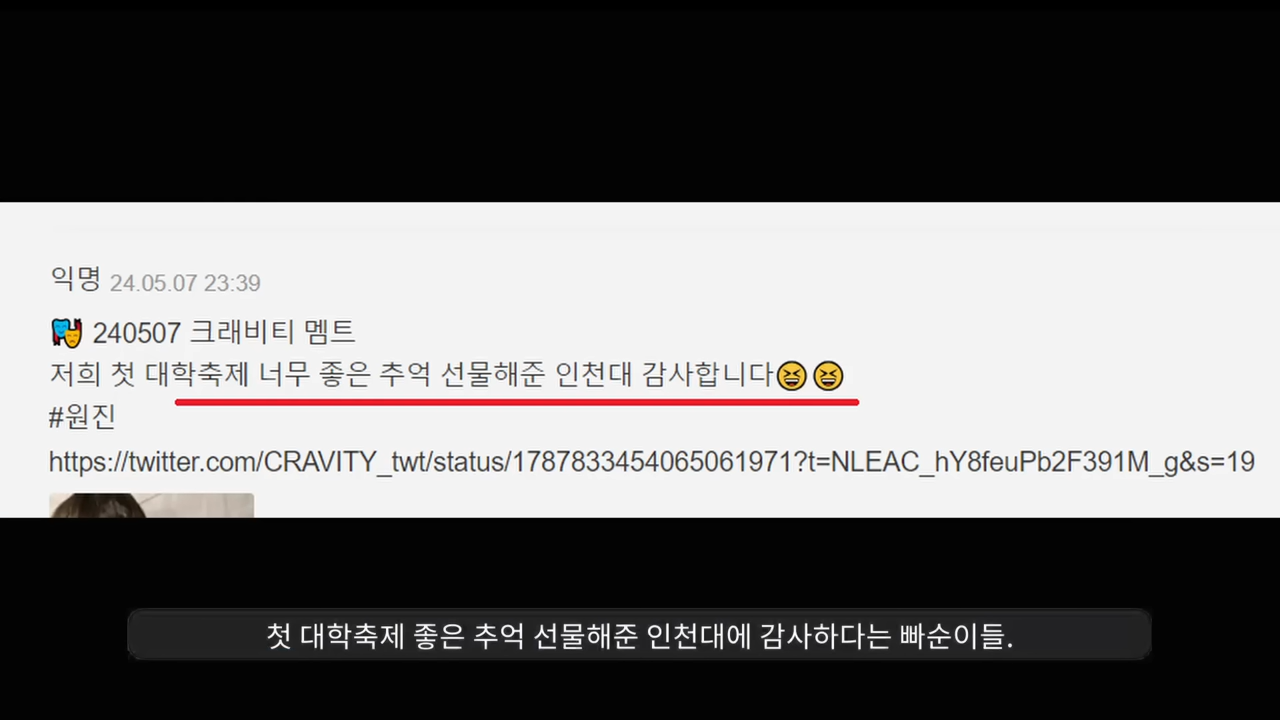 익명 24.05.07 23:39
🎭 240507 크래비티 멤트
저희 첫 대학축제 너무 좋은 추억 선물해준 인천대 감사합니다😆😆
#원진
https://twitter.com/CRAVITY_twt/status/1787833454065061971?t=NLEAC_hY8feuPb2F391M_g&s=19
첫 대학축제 좋은 추억 선물해준 인천대에 감사하다는 빠순이들.